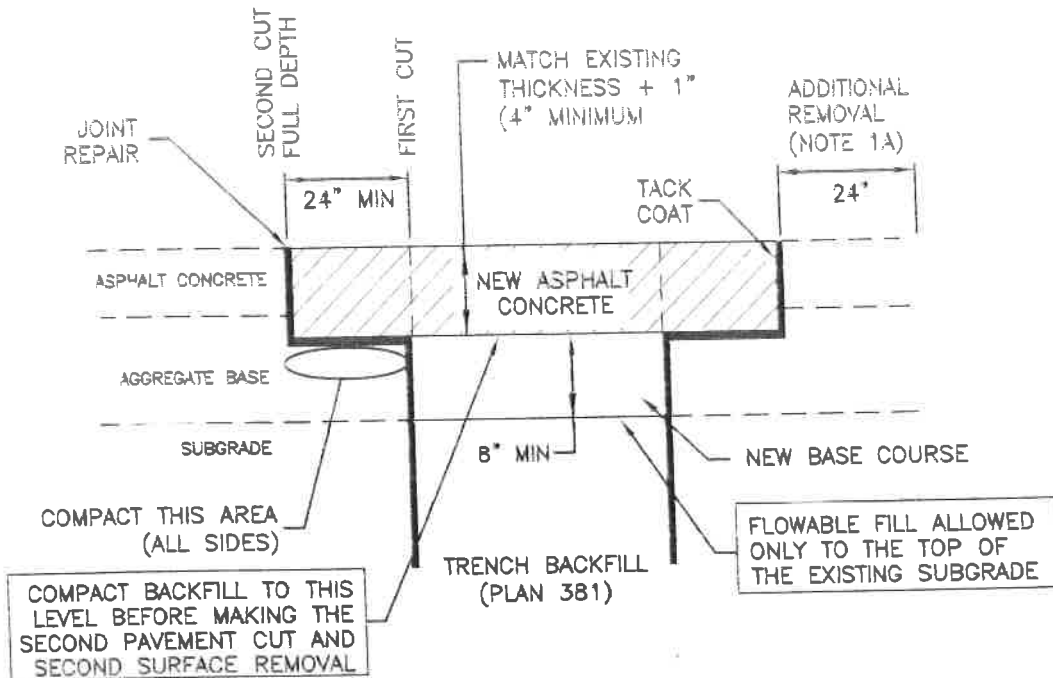 SECOND CUT
FULL DEPTH
FIRST CUT
MATCH EXISTING
THICKNESS + 1"
(4" MINIMUM
ADDITIONAL
REMOVAL
(NOTE 1A)
JOINT
REPAIR
24" MIN
TACK
COAT
24"
ASPHALT CONCRETE
NEW ASPHALT
CONCRETE
AGGREGATE BASE
SUBGRADE
8" MIN
NEW BASE COURSE
COMPACT THIS AREA
(ALL SIDES)
FLOWABLE FILL ALLOWED
ONLY TO THE TOP OF
THE EXISTING SUBGRADE
TRENCH BACKFILL
(PLAN 381)
COMPACT BACKFILL TO THIS
LEVEL BEFORE MAKING THE
SECOND PAVEMENT CUT AND
SECOND SURFACE REMOVAL